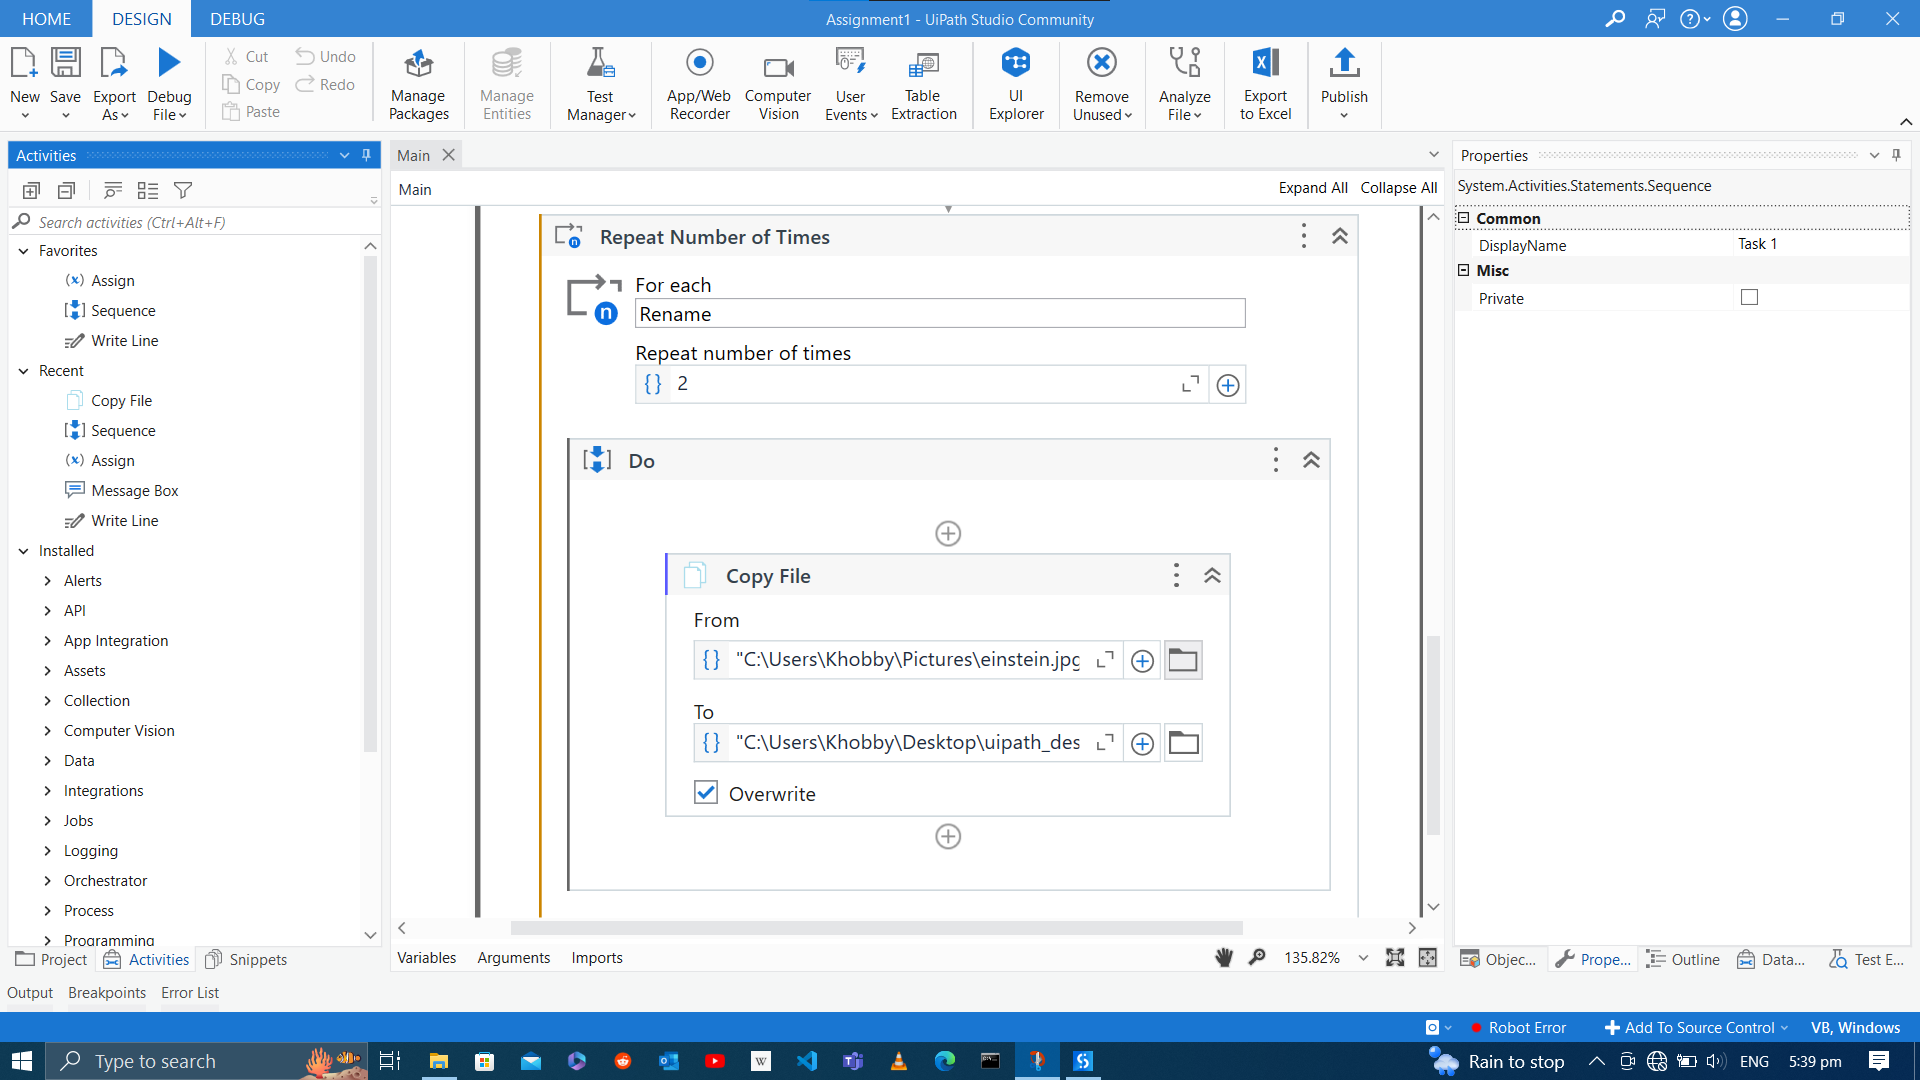 HOME DESIGN DEBUG
Assignment1 - UiPath Studio Community
New
Save
Export As
Debug File
Cut
Copy
Paste
Undo
Redo
Manage Packages
Manage Entities
Test Manager
App/Web Recorder
Computer Vision
User Events
Table Extraction
UI Explorer
Remove Unused
Analyze File
Export to Excel
Publish
Activities
Search activities (Ctrl+Alt+F)
Favorites
Assign
Sequence
Write Line
Recent
Copy File
Sequence
Assign
Message Box
Write Line
Installed
Alerts
API
App Integration
Assets
Collection
Computer Vision
Data
Integrations
Jobs
Logging
Orchestrator
Process
Programming
Project Activities Snippets
Main
Main
Expand All Collapse All
Repeat Number of Times
For each
Rename
Repeat number of times
{} 2
Do
Copy File
From
{} "C:\Users\Khobby\Pictures\einstein.jpg
To
{} "C:\Users\Khobby\Desktop\uipath_des
Overwrite
Variables Arguments Imports
135.82%
Properties
System.Activities.Statements.Sequence
Common
DisplayName Task 1
Misc
Private
Objec... Prope... Outline Data... Test E...
Output Breakpoints Error List
Robot Error Add To Source Control VB, Windows
Type to search
Rain to stop
ENG 5:39 pm